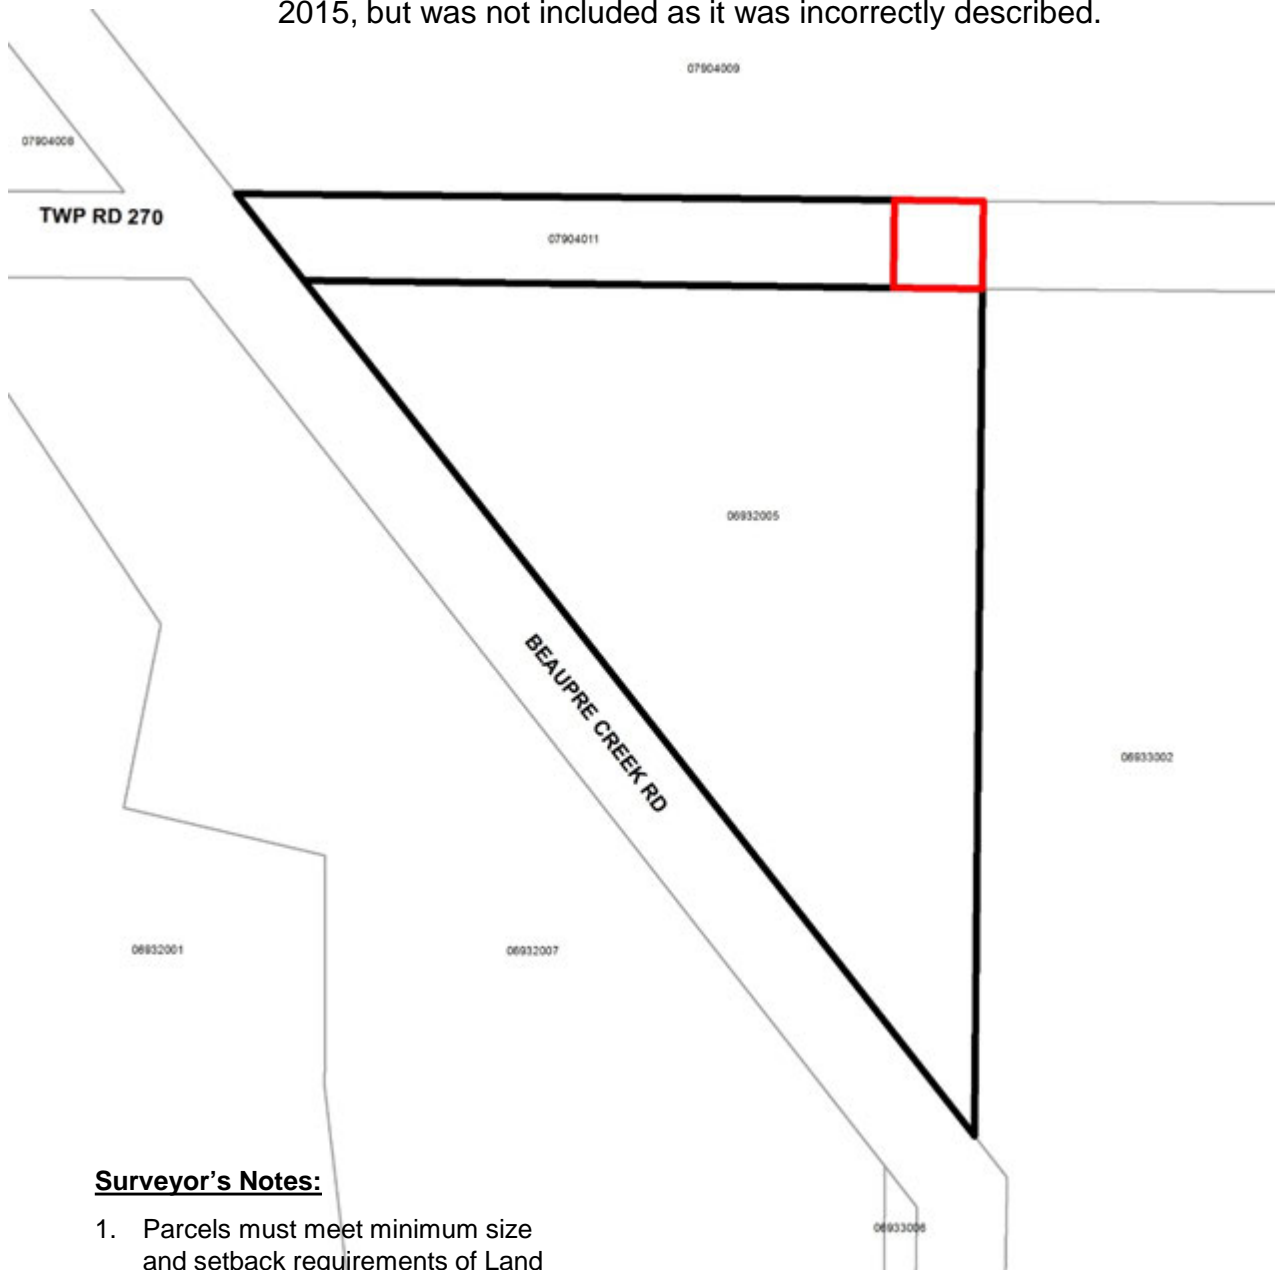 2015, but was not included as it was incorrectly described.
07904009
07904008
TWP RD 270
07904011
06932005
BEAUPRE CREEK RD
06933002
06932001
06932007
Surveyor's Notes:
1. Parcels must meet minimum size
and setback requirements of Land
06933006